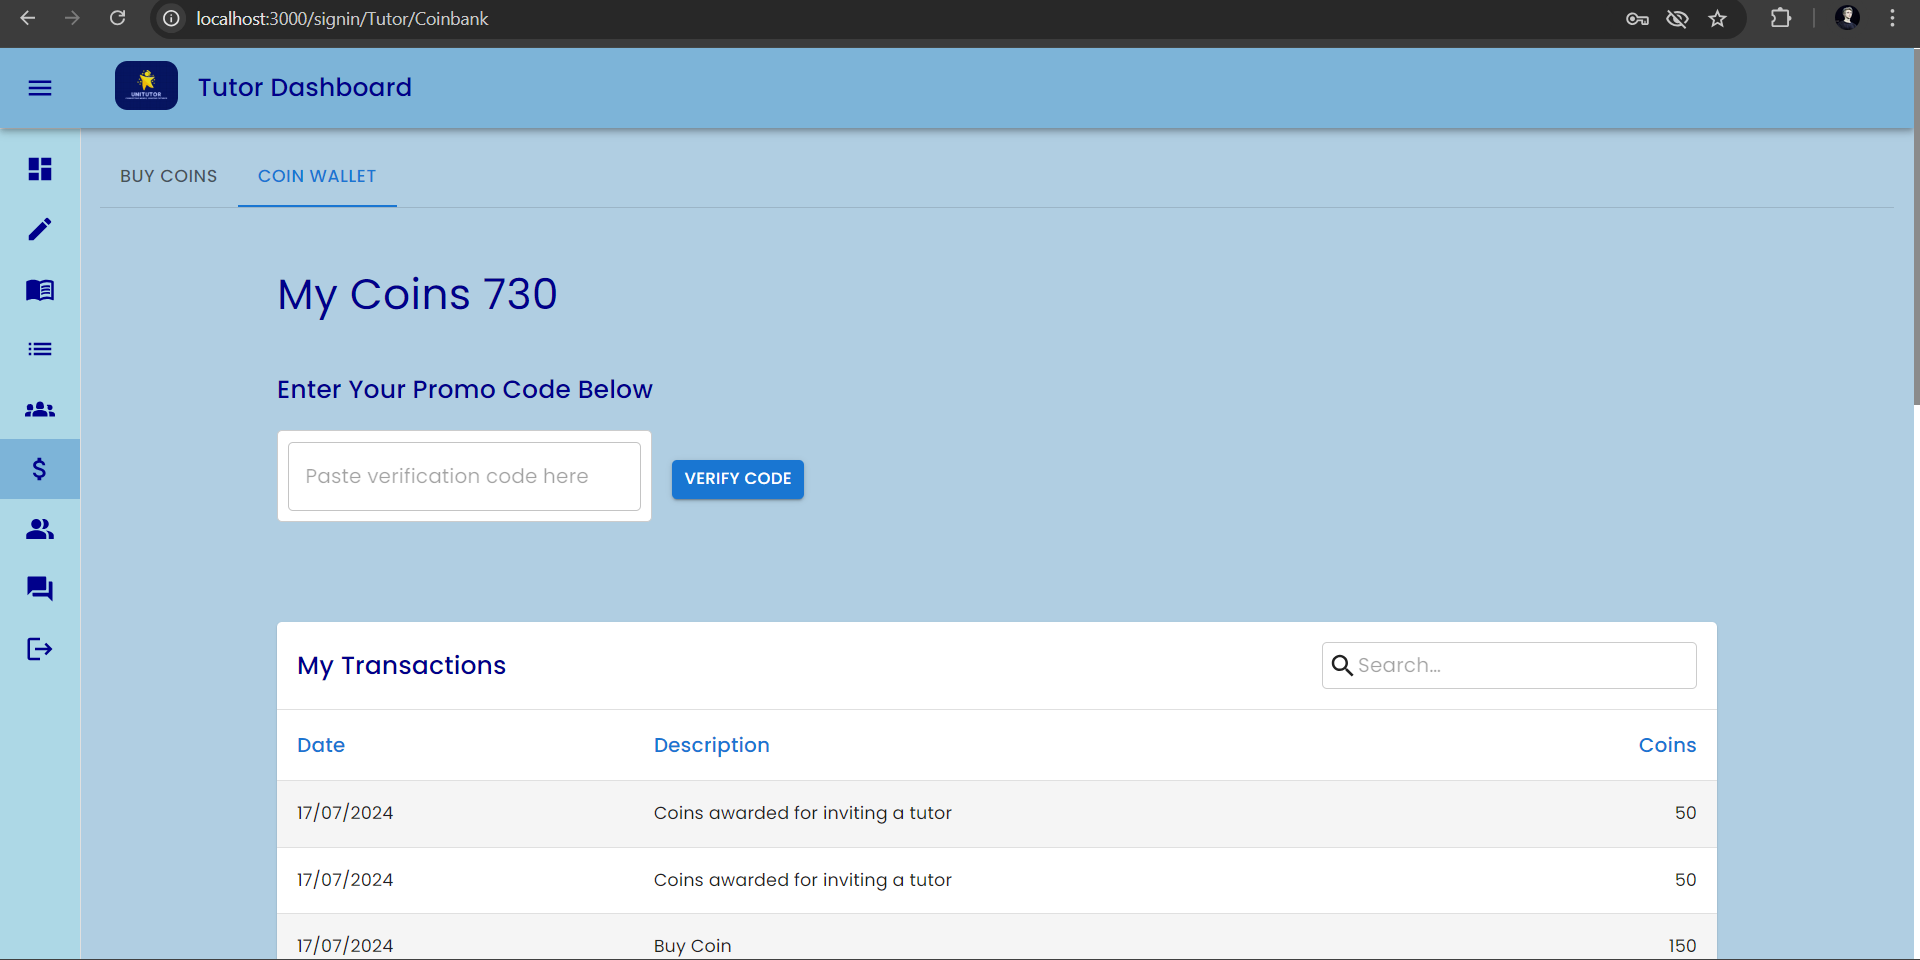 localhost:3000/signin/Tutor/Coinbank
UNITUTOR
Tutor Dashboard
BUY COINS
COIN WALLET
My Coins 730
Enter Your Promo Code Below
Paste verification code here
VERIFY CODE
My Transactions
Search...
Date Description Coins
17/07/2024 Coins awarded for inviting a tutor 50
17/07/2024 Coins awarded for inviting a tutor 50
17/07/2024 Buy Coin 150